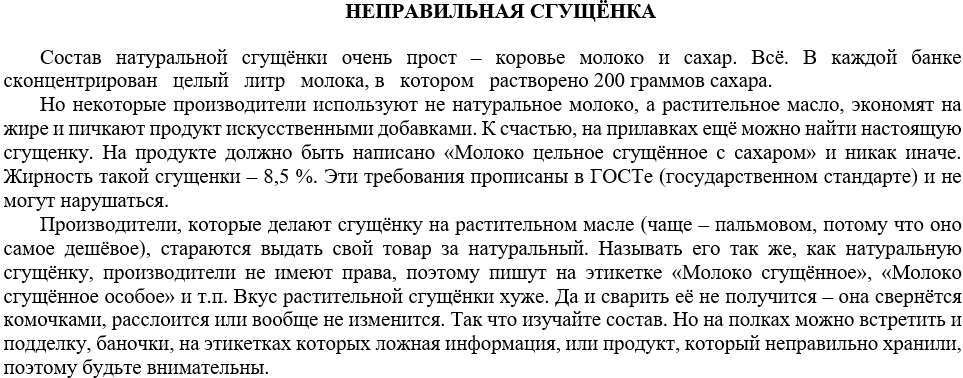 НЕПРАВИЛЬНАЯ СГУЩЁНКА
Состав натуральной сгущёнки очень прост – коровье молоко и сахар. Всё. В каждой банке
сконцентрирован целый литр молока, в котором растворено 200 граммов сахара.
Но некоторые производители используют не натуральное молоко, а растительное масло, экономят на
жире и пичкают продукт искусственными добавками. К счастью, на прилавках ещё можно найти настоящую
сгущенку. На продукте должно быть написано «Молоко цельное сгущённое с сахаром» и никак иначе.
Жирность такой сгущенки – 8,5 %. Эти требования прописаны в ГОСТе (государственном стандарте) и не
могут нарушаться.
Производители, которые делают сгущёнку на растительном масле (чаще – пальмовом, потому что оно
самое дешёвое), стараются выдать свой товар за натуральный. Называть его так же, как натуральную
сгущёнку, производители не имеют права, поэтому пишут на этикетке «Молоко сгущённое», «Молоко
сгущённое особое» и т.п. Вкус растительной сгущёнки хуже. Да и сварить её не получится – она свернётся
комочками, расслоится или вообще не изменится. Так что изучайте состав. Но на полках можно встретить и
подделку, баночки, на этикетках которых ложная информация, или продукт, который неправильно хранили,
поэтому будьте внимательны.